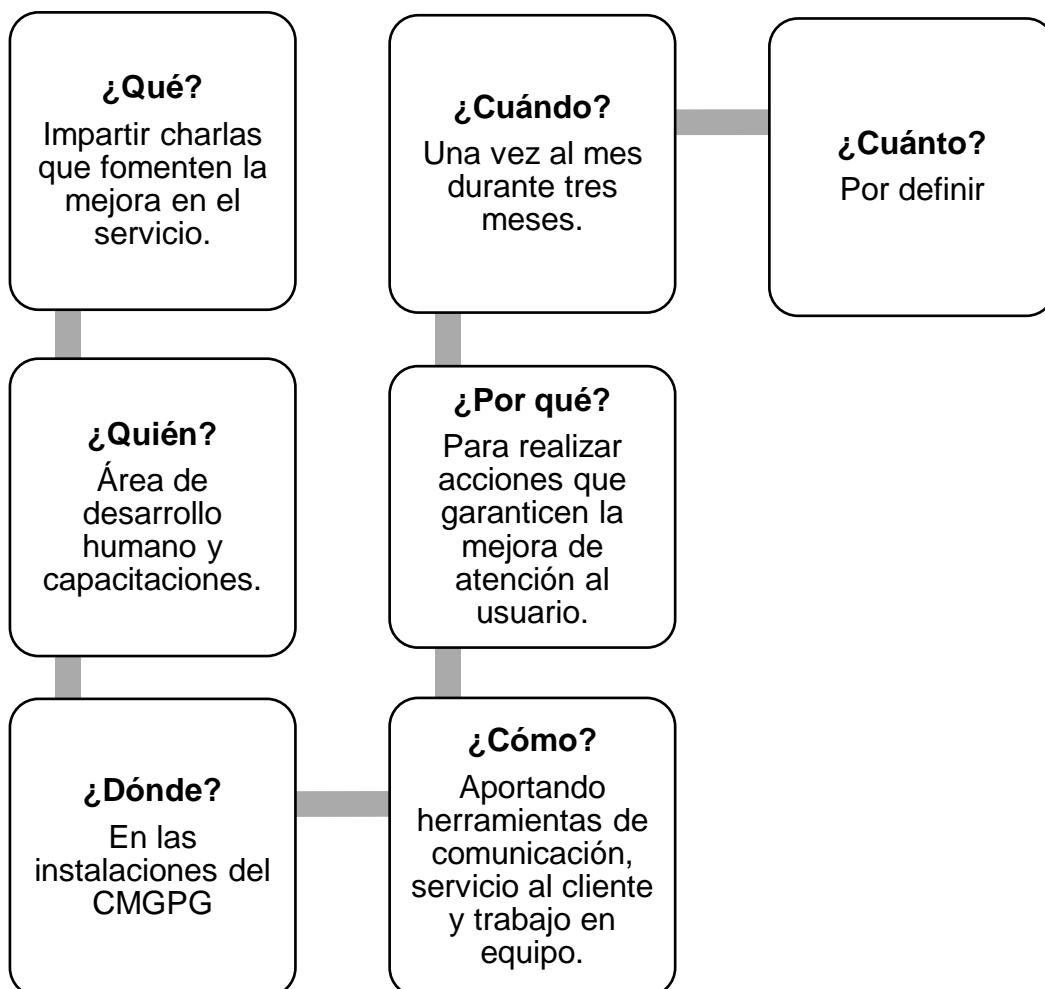 ¿Qué?
Impartir charlas
que fomenten la
mejora en el
servicio.
¿Quién?
Área de
desarrollo
humano y
capacitaciones.
¿Dónde?
En las
instalaciones del
CMGPG
¿Cómo?
Aportando
herramientas de
comunicación,
servicio al cliente
y trabajo en
equipo.
¿Por qué?
Para realizar
acciones que
garanticen la
mejora de
atención al
usuario.
¿Cuándo?
Una vez al mes
durante tres
meses.
¿Cuánto?
Por definir